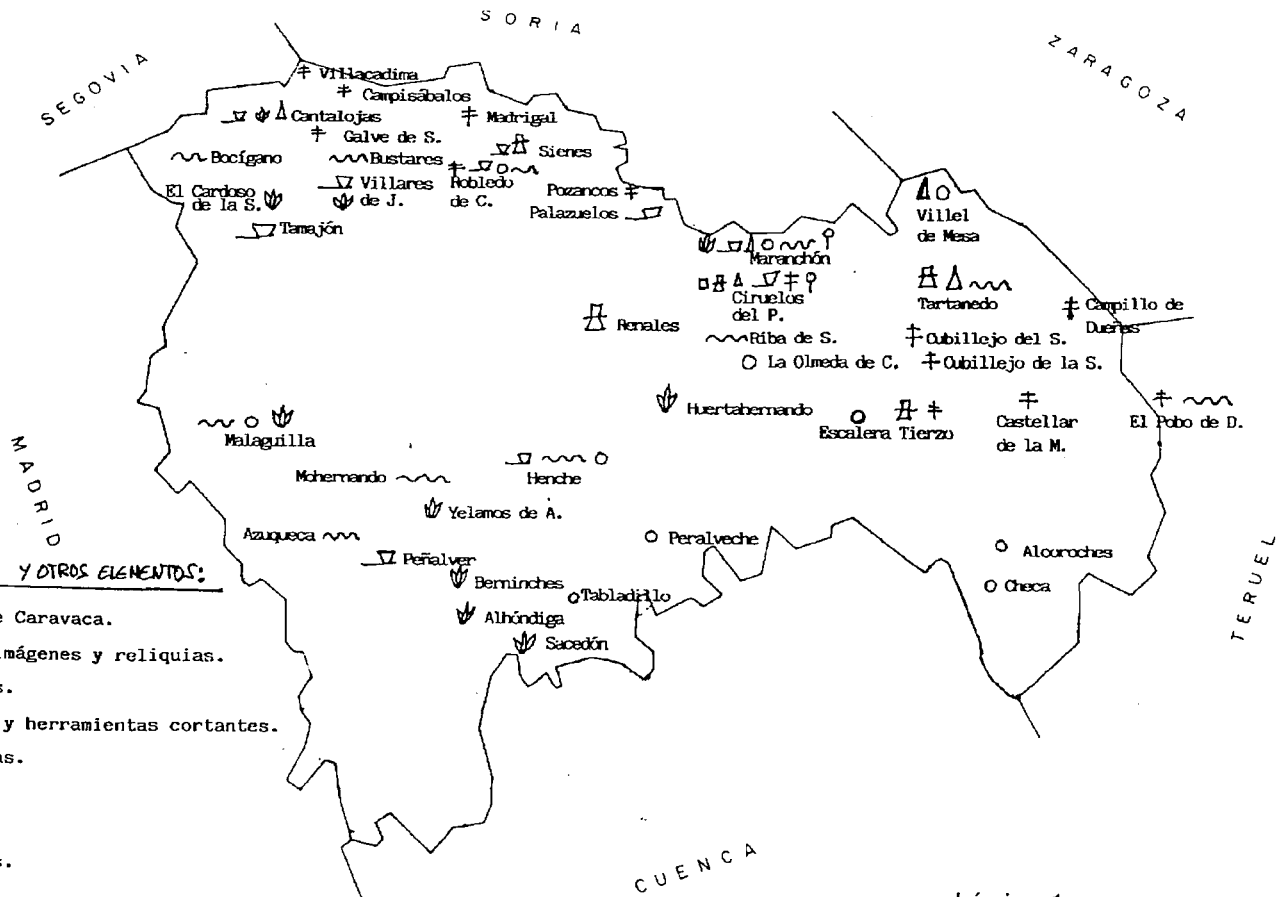 SORIA
SEGOVIA
ZARAGOZA
Villacadima
Campisábalos
Cantalojas
Madrigal
Galve de S.
Sienes
Bocígano
Bustares
El Cardoso
de la S.
Villares
de J.
Robledo
de C.
Pozancos
Palazuelos
Tamajón
Villel
de Mesa
Maranchón
Ciruelos
del P.
Tartanedo
Campillo de
Dueñas
Renales
Riba de S.
Cubillejo del S.
La Olmeda de C.
Cubillejo de la S.
Huertahernando
Escalera
Tierzo
Castellar
de la M.
El Pobo de D.
Malaguilla
MADRID
Mohernando
Henche
Yelamos de A.
Azuqueca
Peñalver
Peralveche
Alcoroches
Checa
TERUEL
Berninches
Tabladillo
Alhóndiga
Sacedón
Y OTROS ELEMENTOS:
Caravaca.
imágenes y reliquias.
y herramientas cortantes.
CUENCA